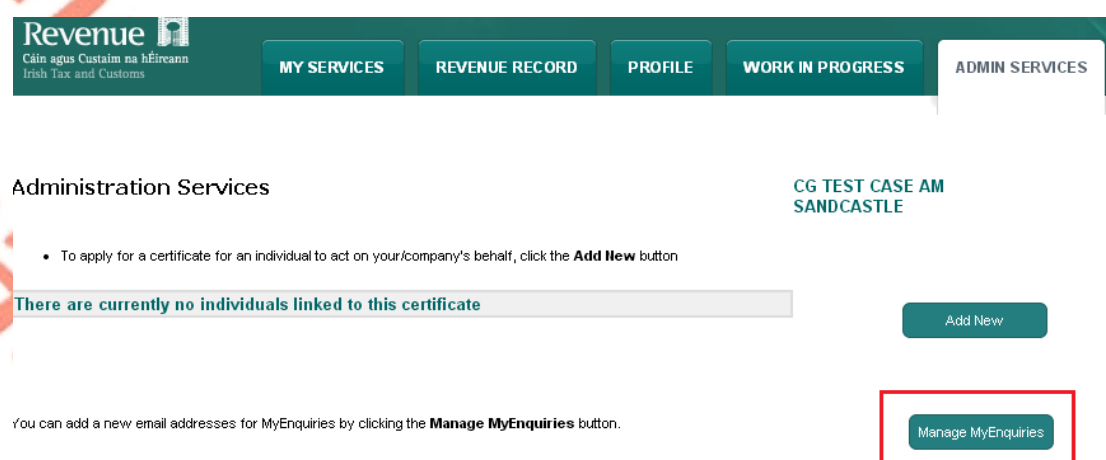 Revenue
Cáin agus Custaim na hÉireann
Irish Tax and Customs
MY SERVICES
REVENUE RECORD
PROFILE
WORK IN PROGRESS
ADMIN SERVICES
Administration Services
CG TEST CASE AM
SANDCASTLE
• To apply for a certificate for an individual to act on your/company's behalf, click the Add New button
There are currently no individuals linked to this certificate
Add New
You can add a new email addresses for MyEnquiries by clicking the Manage MyEnquiries button.
Manage MyEnquiries